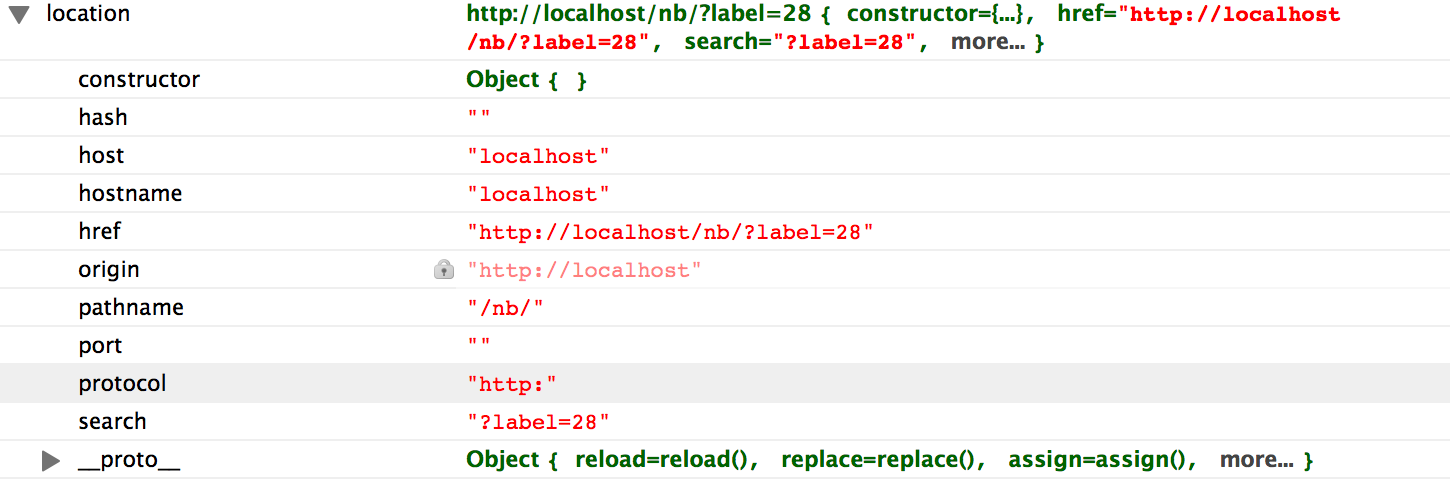 location http://localhost/nb/?label=28 { constructor={...}, href="http://localhost
/nb/?label=28", search="?label=28", more... }
constructor Object { }
hash ""
host "localhost"
hostname "localhost"
href "http://localhost/nb/?label=28"
origin "http://localhost"
pathname "/nb/"
port ""
protocol "http:"
search "?label=28"
__proto__ Object { reload=reload(), replace=replace(), assign=assign(), more... }